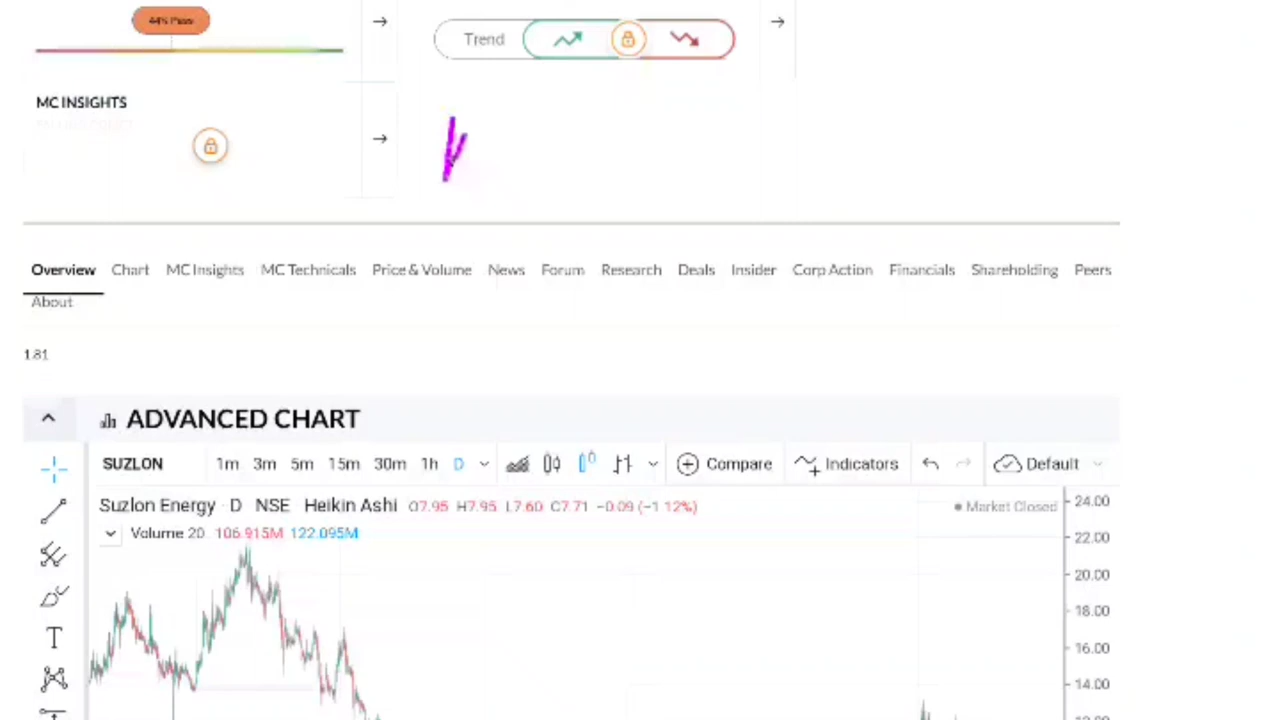 44% Pass
Trend
MC INSIGHTS
Overview Chart MC Insights MC Technicals Price & Volume News Forum Research Deals Insider Corp Action Financials Shareholding Peers
About
1.81
ADVANCED CHART
SUZLON 1m 3m 5m 15m 30m 1h D Compare Indicators Default
Suzlon Energy D NSE Heikin Ashi O7.95 H7.95 L7.60 C7.71 −0.09 (−1.12%) Market Closed
Volume 20 106.915M 122.095M
24.00
22.00
20.00
18.00
16.00
14.00